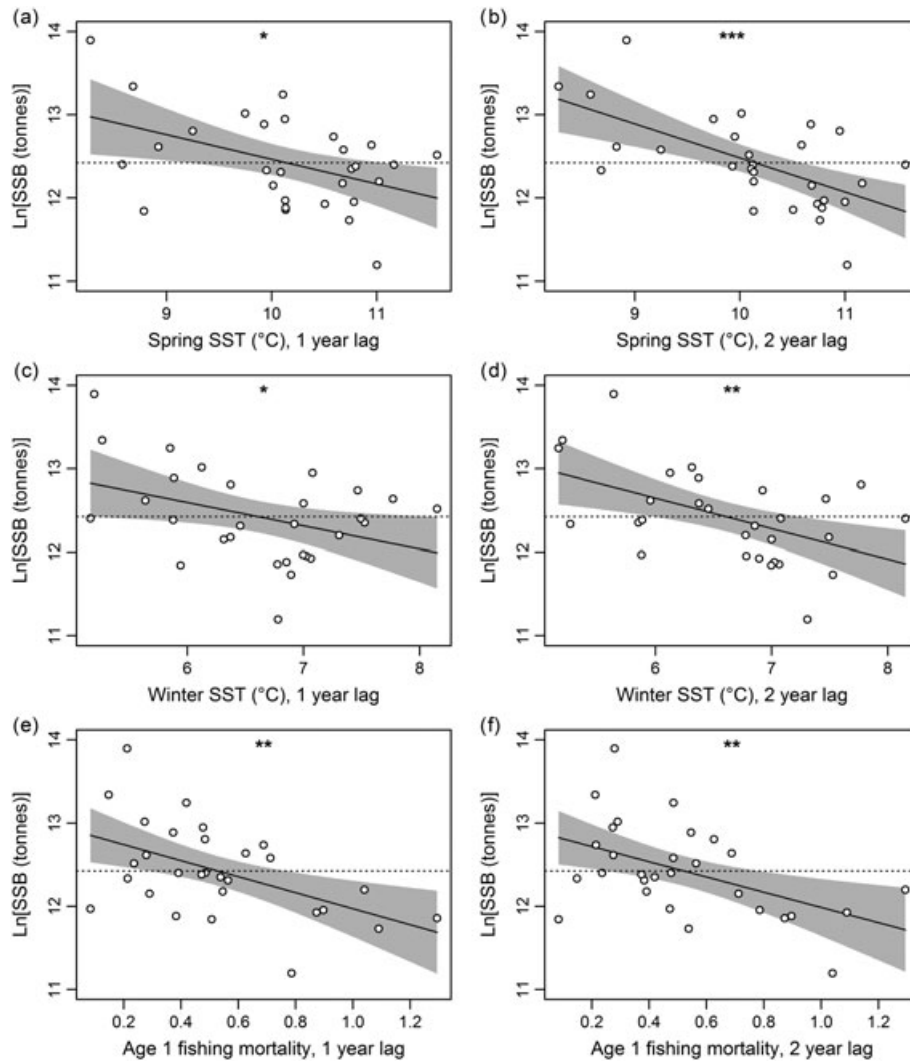 (a)
*
Ln[SSB (tonnes)]
14
13
12
11
9 10 11
Spring SST (°C), 1 year lag
(b)
***
Ln[SSB (tonnes)]
14
13
12
11
9 10 11
Spring SST (°C), 2 year lag
(c)
*
Ln[SSB (tonnes)]
14
13
12
11
6 7 8
Winter SST (°C), 1 year lag
(d)
**
Ln[SSB (tonnes)]
14
13
12
11
6 7 8
Winter SST (°C), 2 year lag
(e)
**
Ln[SSB (tonnes)]
14
13
12
11
0.2 0.4 0.6 0.8 1.0 1.2
Age 1 fishing mortality, 1 year lag
(f)
**
Ln[SSB (tonnes)]
14
13
12
11
0.2 0.4 0.6 0.8 1.0 1.2
Age 1 fishing mortality, 2 year lag